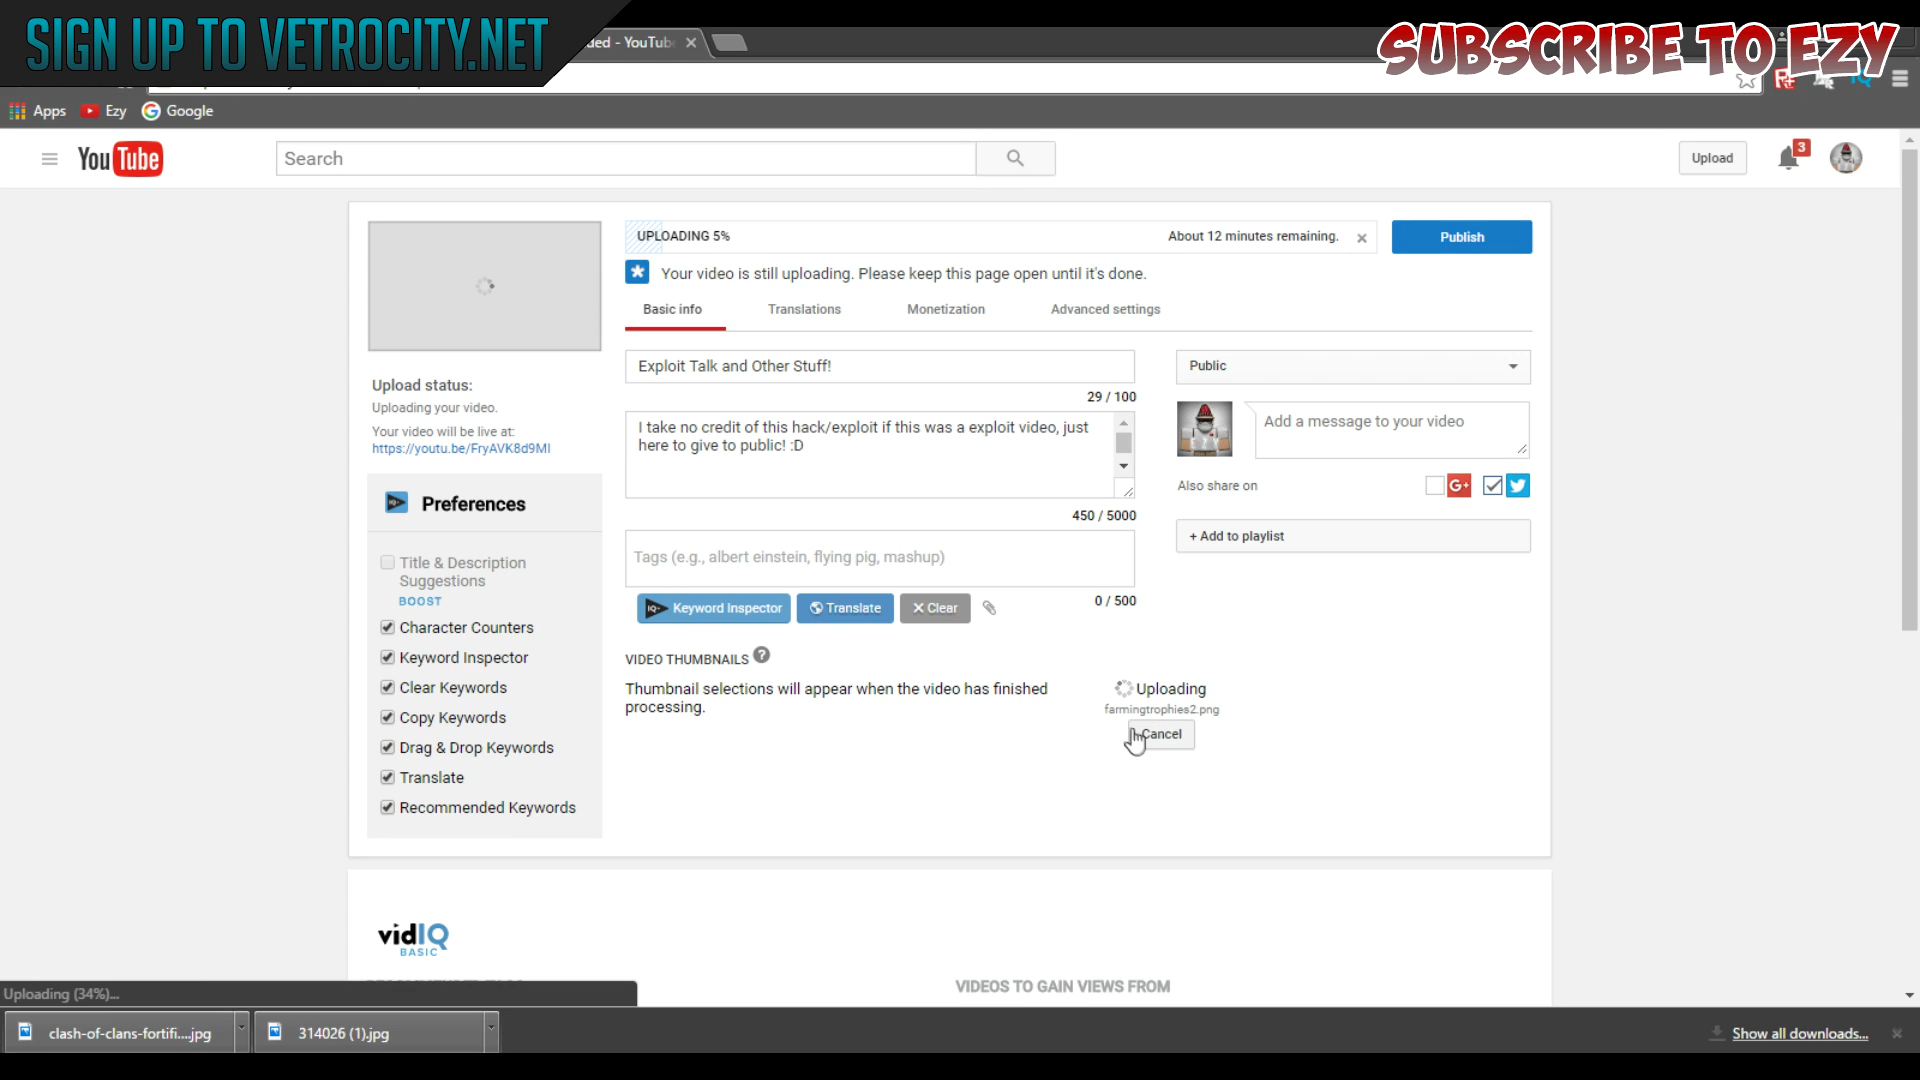 SIGN UP TO VETROCITY.NET
ded - YouTube
SUBSCRIBE TO EZY
Apps
Ezy
Google
YouTube
Search
Upload
3
UPLOADING 5%
About 12 minutes remaining.
Publish
Your video is still uploading. Please keep this page open until it's done.
Basic info
Translations
Monetization
Advanced settings
Exploit Talk and Other Stuff!
29 / 100
Public
Upload status:
Uploading your video.
Your video will be live at:
https://youtu.be/FryAVK8d9MI
I take no credit of this hack/exploit if this was a exploit video, just
here to give to public! :D
450 / 5000
Add a message to your video
Also share on
G+
+ Add to playlist
Tags (e.g., albert einstein, flying pig, mashup)
Keyword Inspector
Translate
Clear
0 / 500
Preferences
Title & Description
Suggestions
BOOST
Character Counters
Keyword Inspector
Clear Keywords
Copy Keywords
Drag & Drop Keywords
Translate
Recommended Keywords
VIDEO THUMBNAILS ?
Thumbnail selections will appear when the video has finished
processing.
Uploading
farmingtrophies2.png
Cancel
vidIQ
BASIC
VIDEOS TO GAIN VIEWS FROM
Uploading (34%)...
clash-of-clans-fortifi....jpg
314026 (1).jpg
Show all downloads...